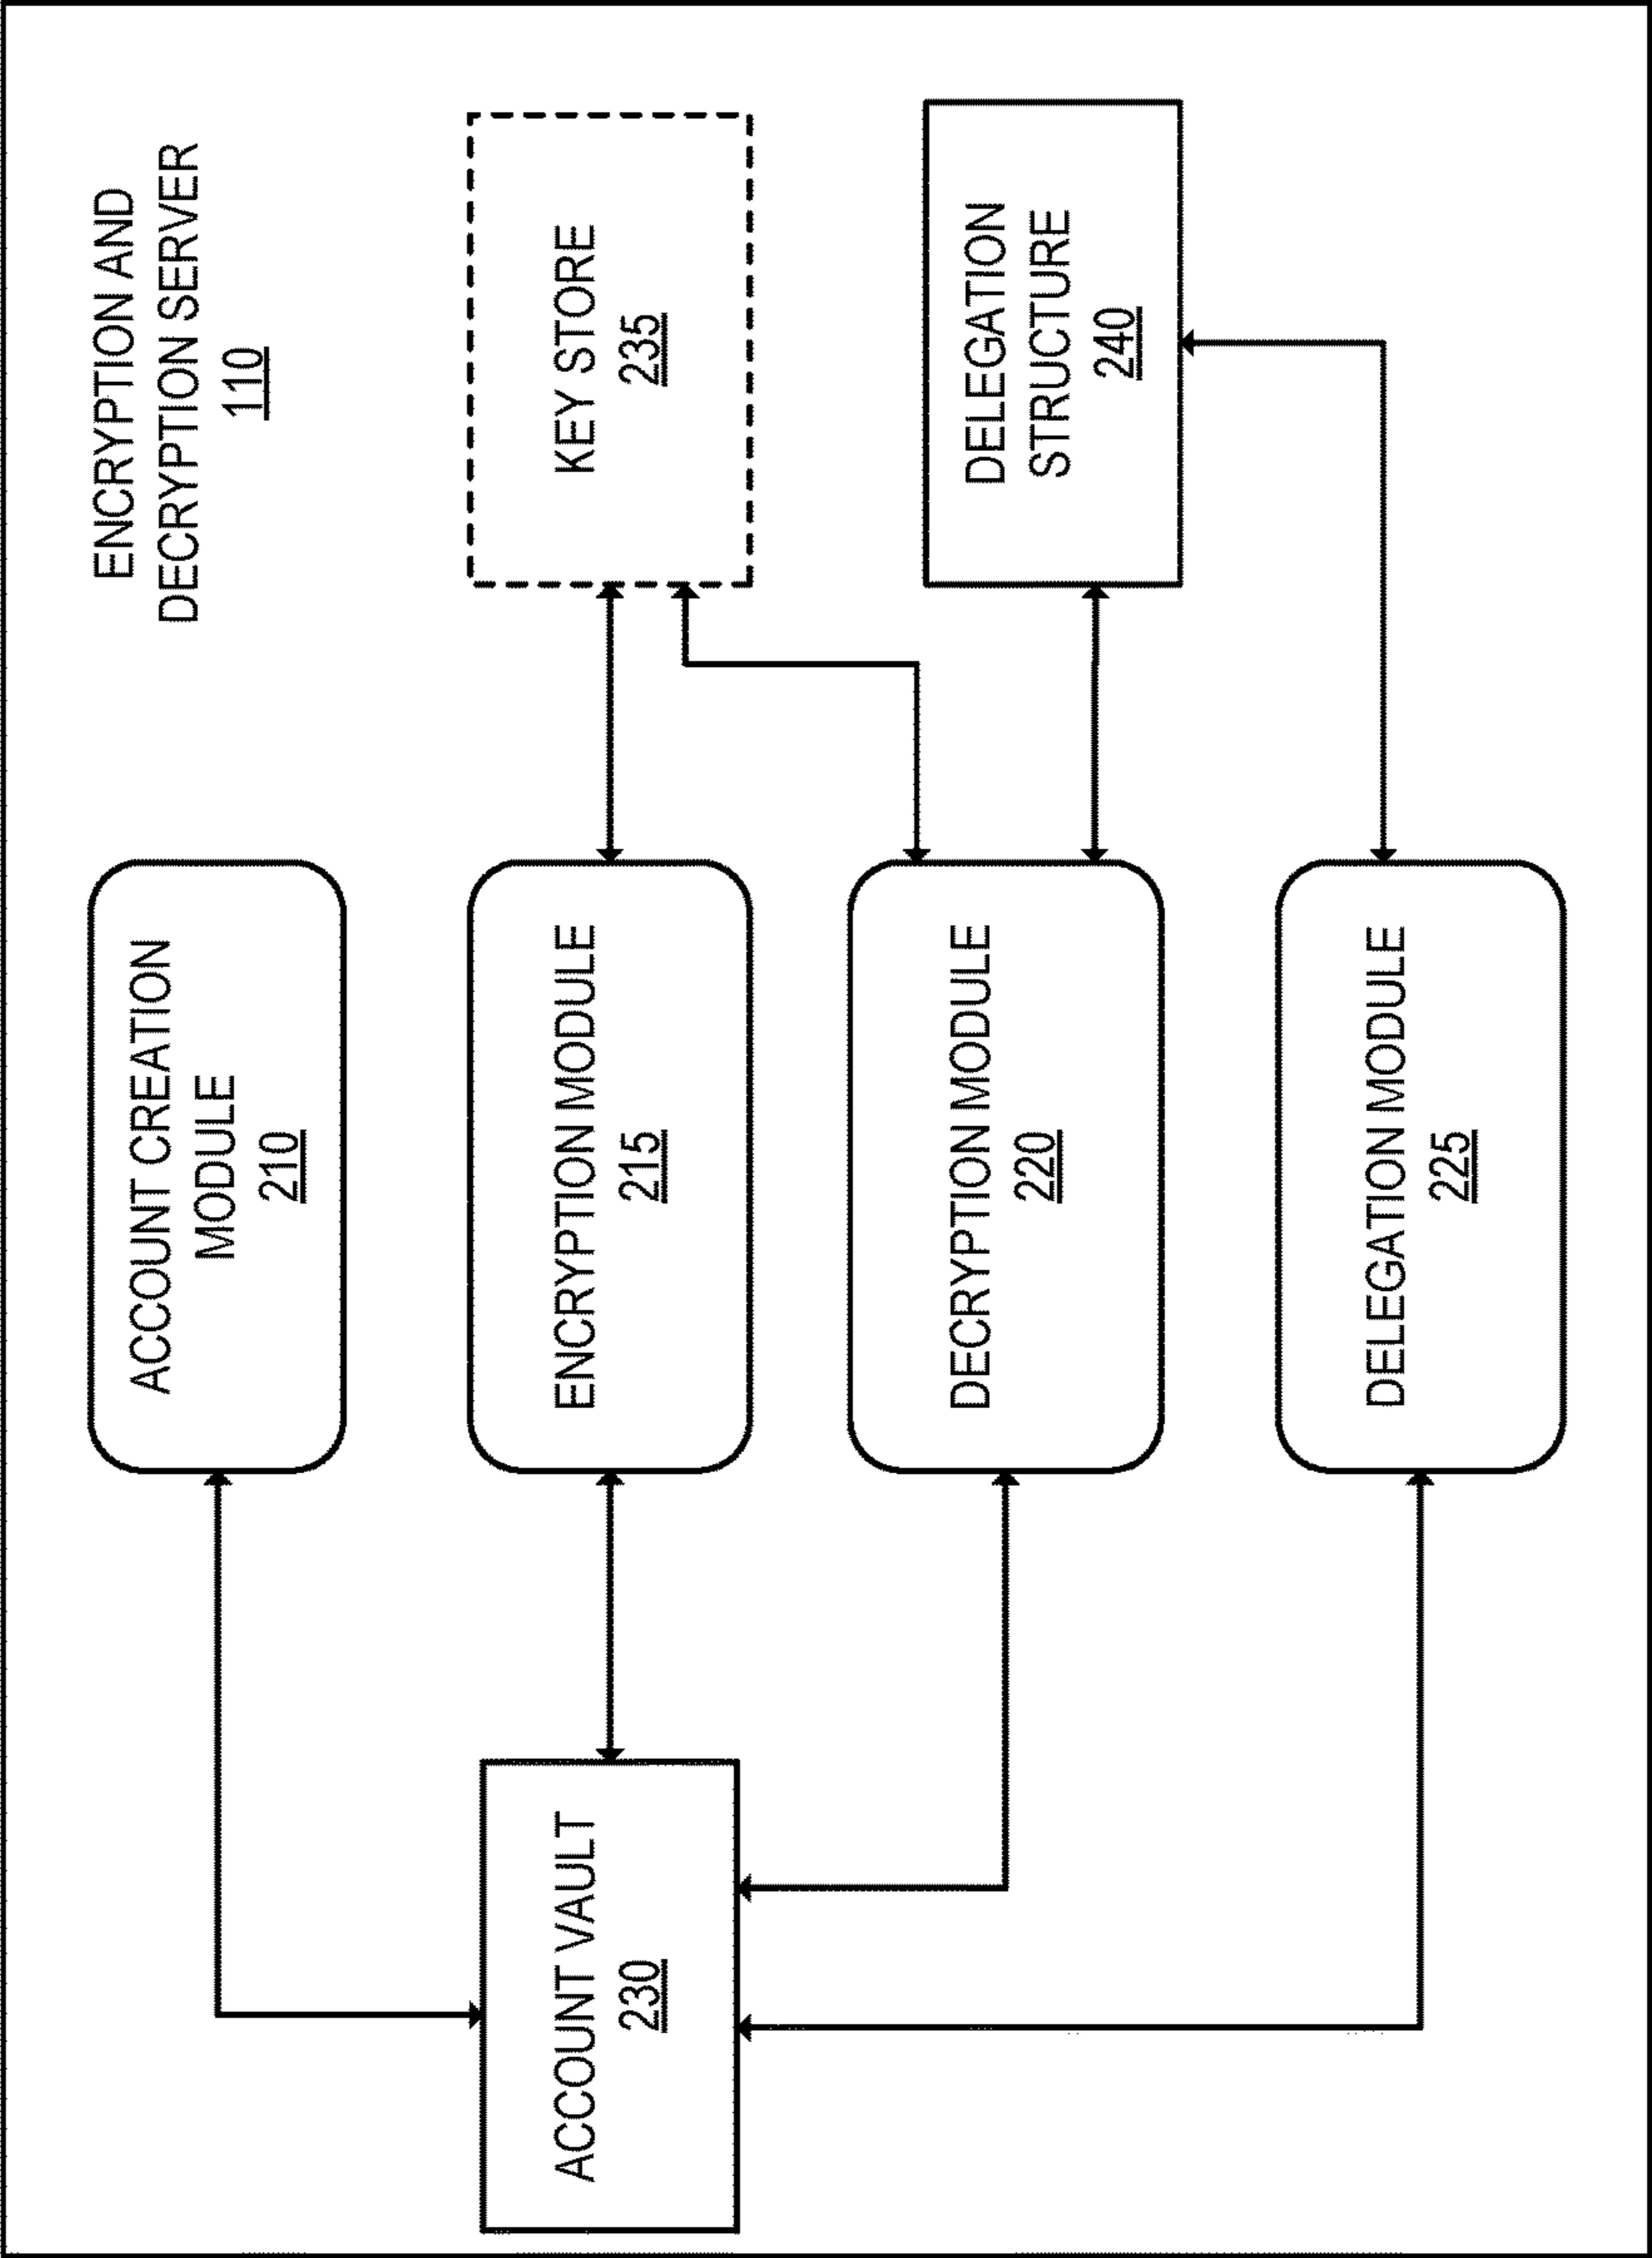 ENCRYPTION AND
DECRYPTION SERVER
110
ACCOUNT CREATION
MODULE
210
ACCOUNT VAULT
230
ENCRYPTION MODULE
215
KEY STORE
235
DECRYPTION MODULE
220
DELEGATION
STRUCTURE
240
DELEGATION MODULE
225